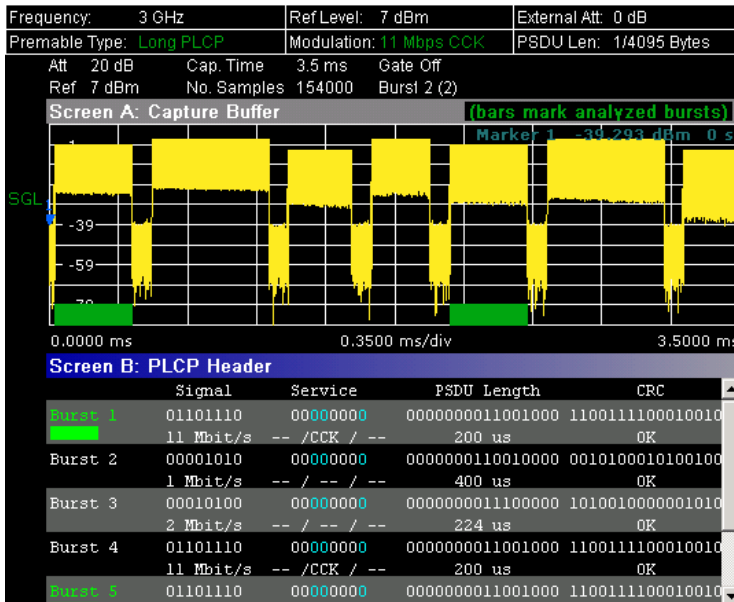 Frequency: 3 GHz Ref Level: 7 dBm External Att: 0 dB
Premable Type: Long PLCP Modulation: 11 Mbps CCK PSDU Len: 1/4095 Bytes
Att 20 dB Cap. Time 3.5 ms Gate Off
Ref 7 dBm No. Samples 154000 Burst 2 (2)
Screen A: Capture Buffer (bars mark analyzed bursts)
Marker 1 -39.293 dBm 0 s
1
SGL
1
-39
-59
-79
0.0000 ms 0.3500 ms/div 3.5000 ms
Screen B: PLCP Header
Signal Service PSDU Length CRC
Burst 1 01101110 00000000 0000000011001000 1100111100010010
11 Mbit/s -- /CCK / -- 200 us OK
Burst 2 00001010 00000000 0000000110010000 0010100010100100
1 Mbit/s -- / -- / -- 400 us OK
Burst 3 00010100 00000000 0000000011100000 1010010000001010
2 Mbit/s -- / -- / -- 224 us OK
Burst 4 01101110 00000000 0000000011001000 1100111100010010
11 Mbit/s -- /CCK / -- 200 us OK
Burst 5 01101110 00000000 0000000011001000 1100111100010010